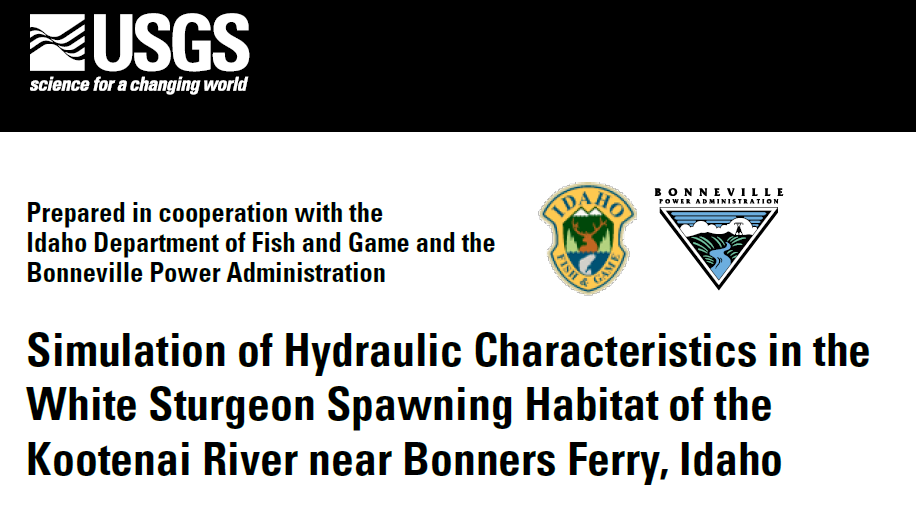 USGS
science for a changing world
Prepared in cooperation with the
Idaho Department of Fish and Game and the
Bonneville Power Administration
IDAHO
FISH & GAME
BONNEVILLE
POWER ADMINISTRATION
Simulation of Hydraulic Characteristics in the
White Sturgeon Spawning Habitat of the
Kootenai River near Bonners Ferry, Idaho